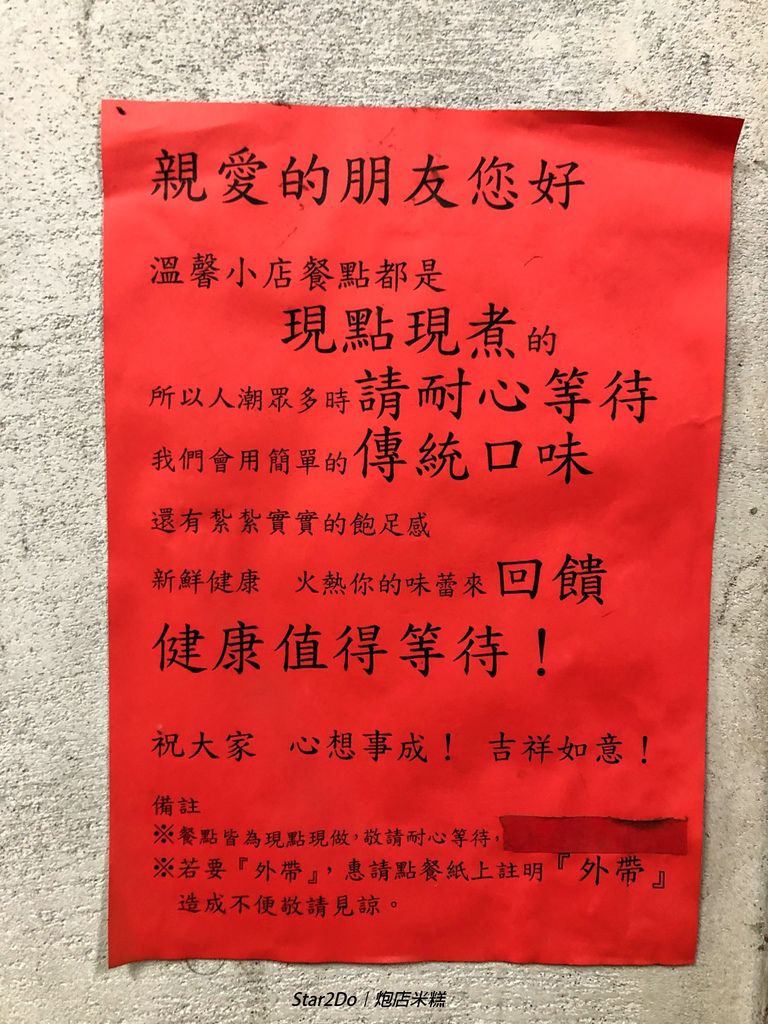 親愛的朋友您好
溫馨小店餐點都是
現點現煮的
所以人潮眾多時請耐心等待
我們會用簡單的傳統口味
還有紮紮實實的飽足感
新鮮健康　火熱你的味蕾來回饋
健康值得等待！
祝大家　心想事成！　吉祥如意！
備註
※餐點皆為現點現做，敬請耐心等待，
※若要『外帶』，惠請點餐紙上註明『外帶』
造成不便敬請見諒。
Star2Do｜炮店米糕